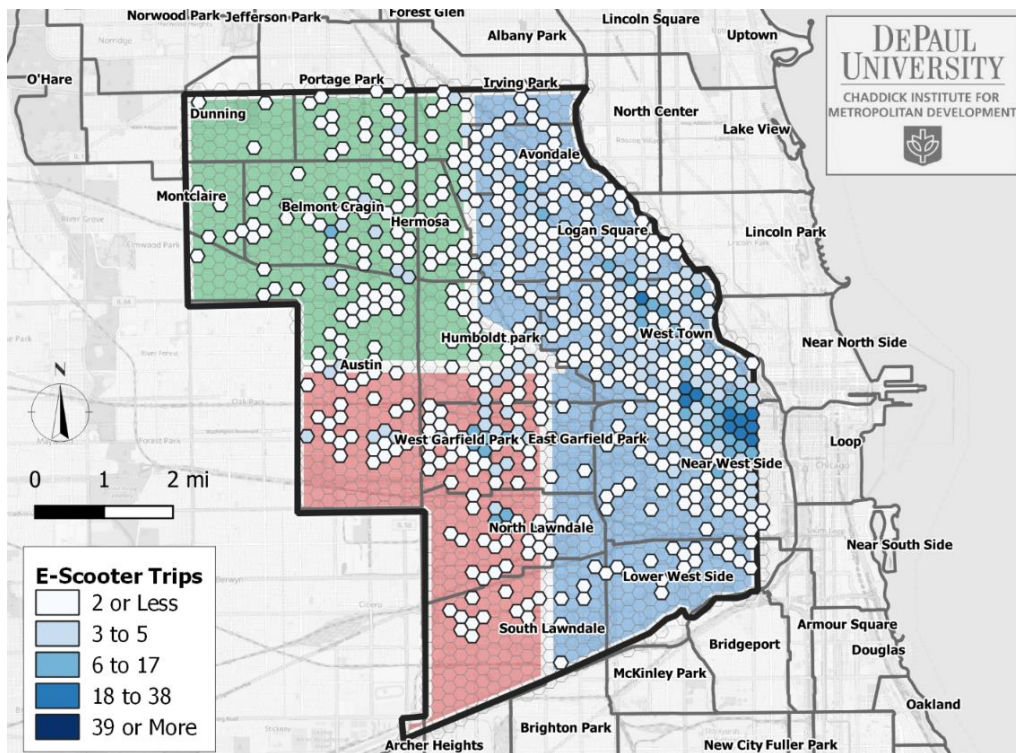 Norwood Park
Jefferson Park
Forest Glen
Lincoln Square
Uptown
Albany Park
DEPAUL
UNIVERSITY
CHADDICK INSTITUTE FOR
METROPOLITAN DEVELOPMENT
O'Hare
Portage Park
Irving Park
Dunning
North Center
Lake View
Avondale
Montclaire
Belmont Cragin
Hermosa
Logan Square
Lincoln Park
Humboldt park
West Town
Near North Side
Austin
N
West Garfield Park
East Garfield Park
Loop
Near West Side
0 1 2 mi
North Lawndale
Near South Side
E-Scooter Trips
2 or Less
3 to 5
6 to 17
18 to 38
39 or More
Lower West Side
South Lawndale
Armour Square
Bridgeport
Douglas
McKinley Park
Oakland
Brighton Park
Archer Heights
New City
Fuller Park